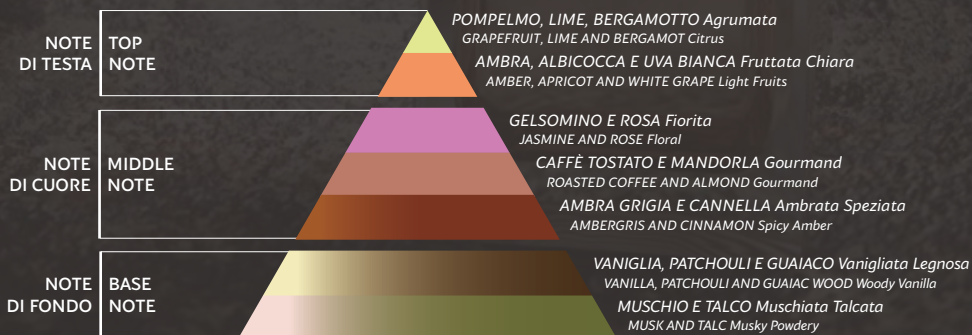 NOTE
DI TESTA
TOP
NOTE
POMPELMO, LIME, BERGAMOTTO Agrumata
GRAPEFRUIT, LIME AND BERGAMOT Citrus
AMBRA, ALBICOCCA E UVA BIANCA Fruttata Chiara
AMBER, APRICOT AND WHITE GRAPE Light Fruits
NOTE
DI CUORE
MIDDLE
NOTE
GELSOMINO E ROSA Fiorita
JASMINE AND ROSE Floral
CAFFÈ TOSTATO E MANDORLA Gourmand
ROASTED COFFEE AND ALMOND Gourmand
AMBRA GRIGIA E CANNELLA Ambrata Speziata
AMBERGRIS AND CINNAMON Spicy Amber
NOTE
DI FONDO
BASE
NOTE
VANIGLIA, PATCHOULI E GUAIACO Vanigliata Legnosa
VANILLA, PATCHOULI AND GUAIAC WOOD Woody Vanilla
MUSCHIO E TALCO Muschiata Talcata
MUSK AND TALC Musky Powdery